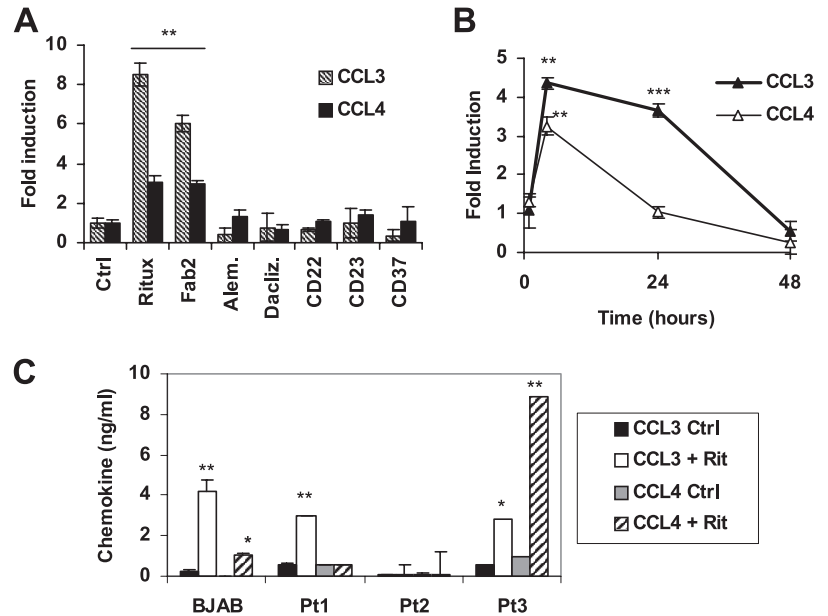 A
**
10
8
6
4
2
0
Fold induction
CCL3
CCL4
Ctrl
Ritux
Fab2
Alem.
Dacliz.
CD22
CD23
CD37
B
5
4
3
2
1
0
Fold Induction
**
***
**
CCL3
CCL4
0 24 48
Time (hours)
C
10
8
6
4
2
0
Chemokine (ng/ml)
**
*
**
*
**
BJAB Pt1 Pt2 Pt3
CCL3 Ctrl
CCL3 + Rit
CCL4 Ctrl
CCL4 + Rit